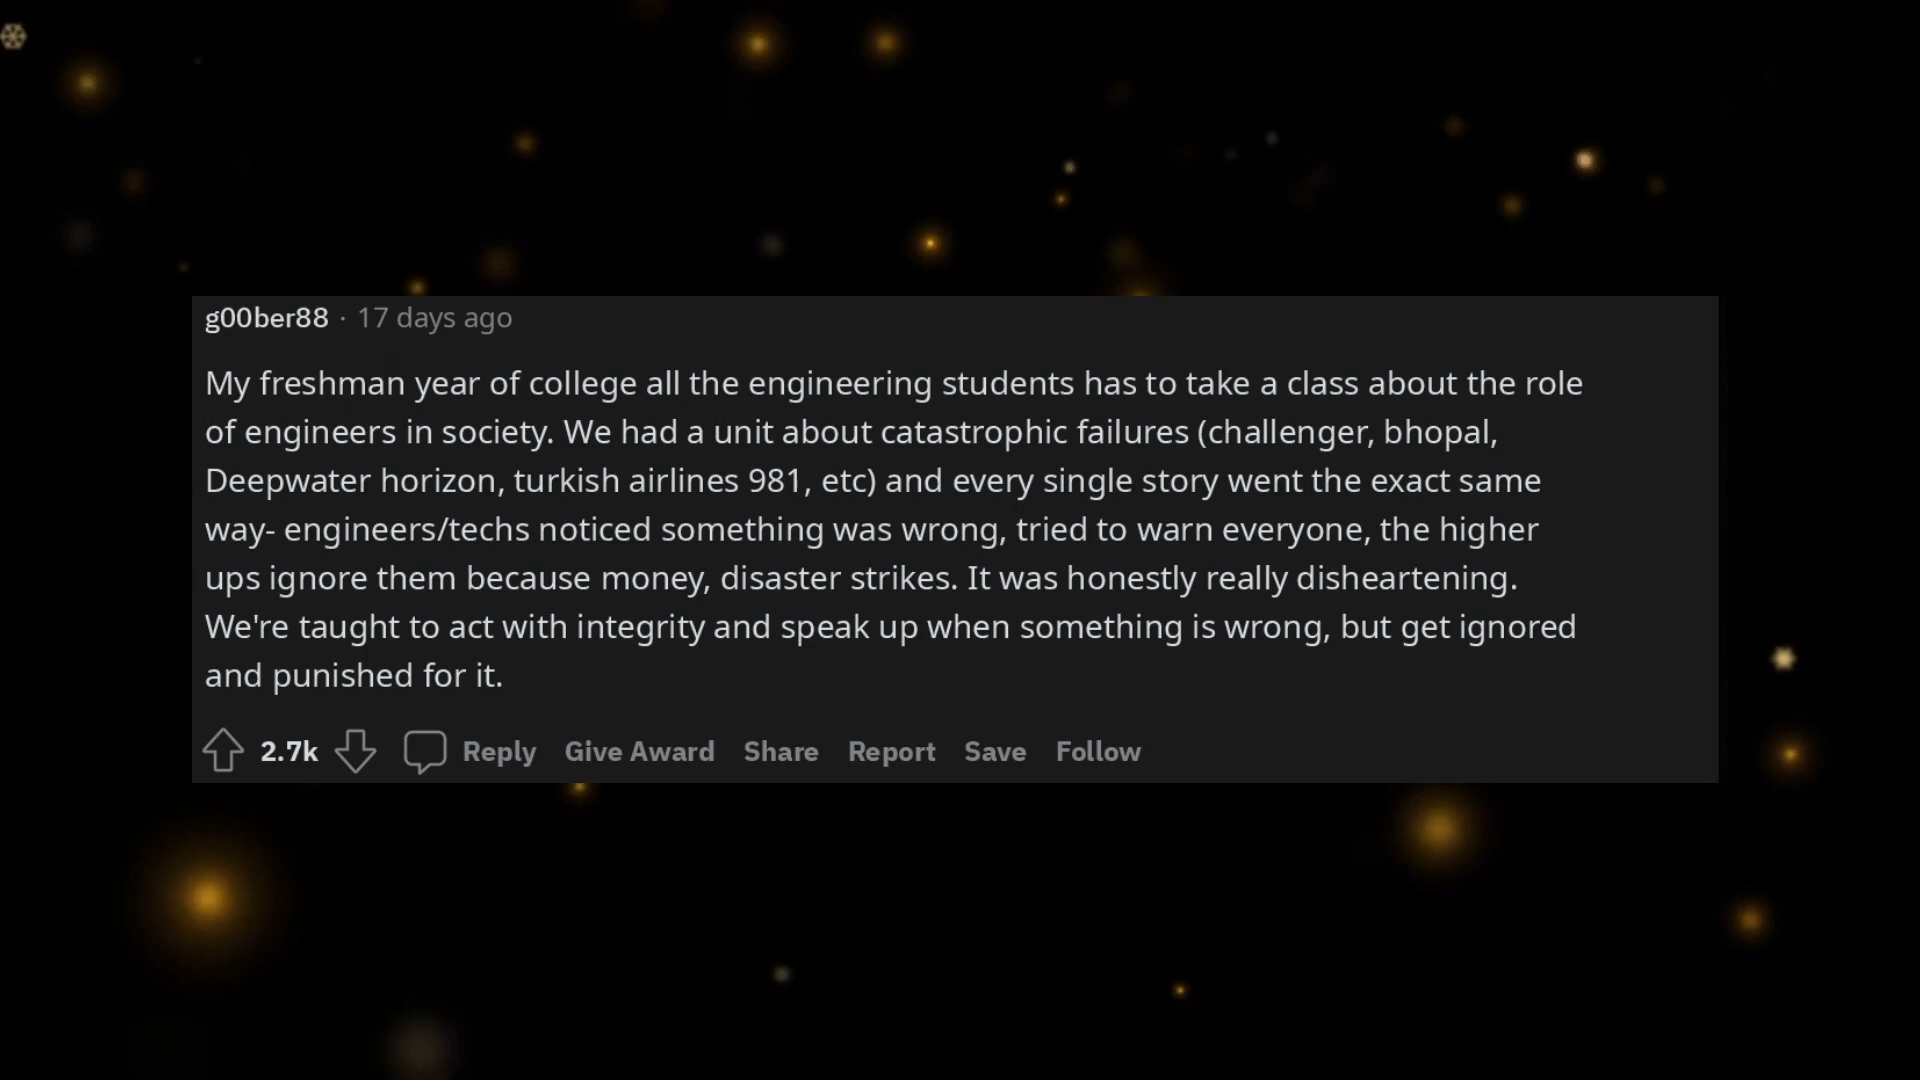 g00ber88 · 17 days ago
My freshman year of college all the engineering students has to take a class about the role
of engineers in society. We had a unit about catastrophic failures (challenger, bhopal,
Deepwater horizon, turkish airlines 981, etc) and every single story went the exact same
way- engineers/techs noticed something was wrong, tried to warn everyone, the higher
ups ignore them because money, disaster strikes. It was honestly really disheartening.
We're taught to act with integrity and speak up when something is wrong, but get ignored
and punished for it.
2.7k Reply Give Award Share Report Save Follow